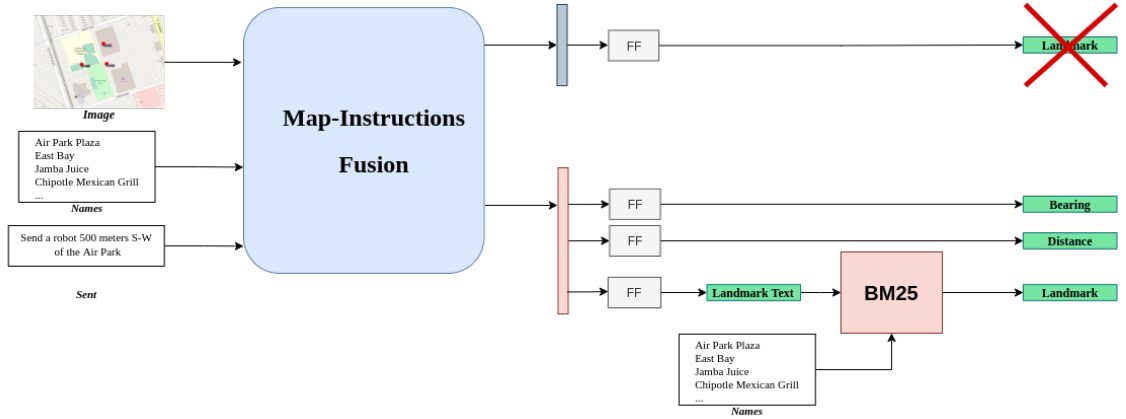 Image
Air Park Plaza
East Bay
Jamba Juice
Chipotle Mexican Grill
...
Names
Send a robot 500 meters S-W
of the Air Park
Sent
Map-Instructions
Fusion
FF
Landmark
FF
Bearing
FF
Distance
FF
Landmark Text
BM25
Landmark
Air Park Plaza
East Bay
Jamba Juice
Chipotle Mexican Grill
...
Names